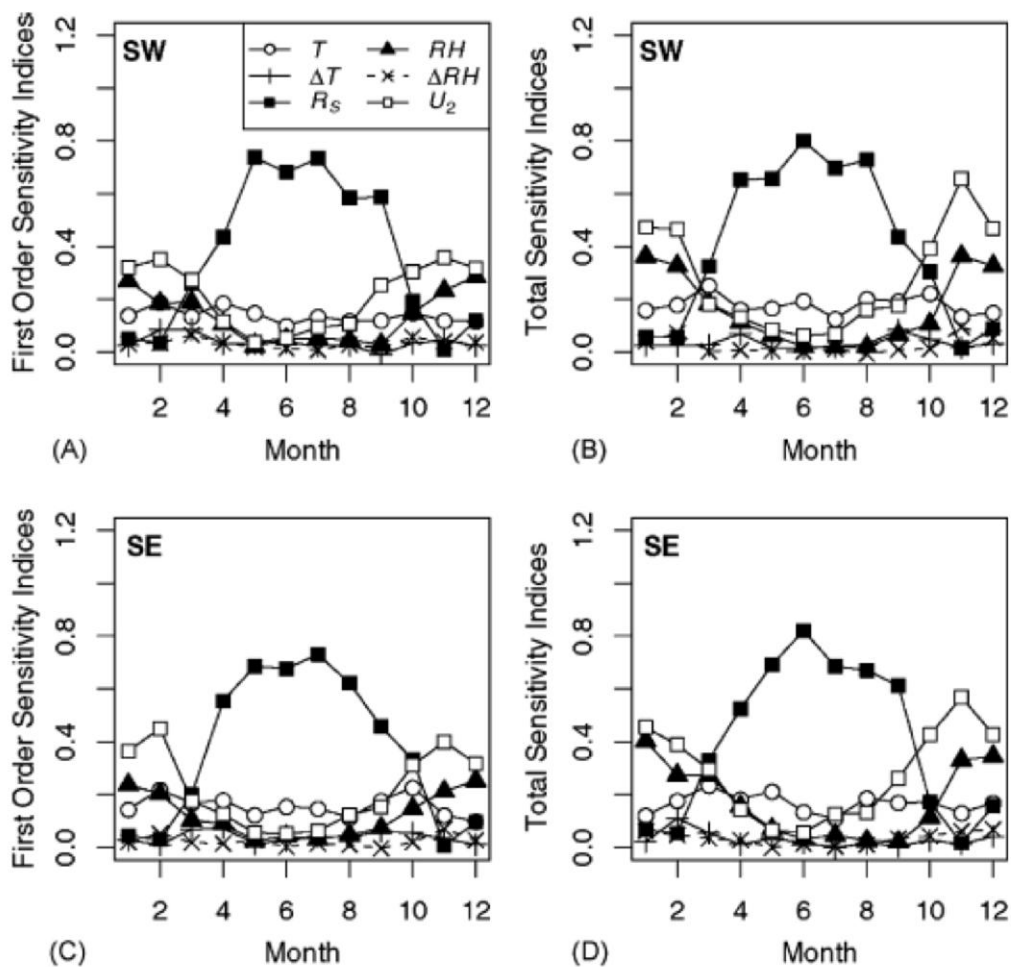 SW
T
RH
ΔT
ΔRH
R_S
U_2
First Order Sensitivity Indices
0.0 0.4 0.8 1.2
2 4 6 8 10 12
Month
(A)
SW
Total Sensitivity Indices
0.0 0.4 0.8 1.2
2 4 6 8 10 12
Month
(B)
SE
First Order Sensitivity Indices
0.0 0.4 0.8 1.2
2 4 6 8 10 12
Month
(C)
SE
Total Sensitivity Indices
0.0 0.4 0.8 1.2
2 4 6 8 10 12
Month
(D)